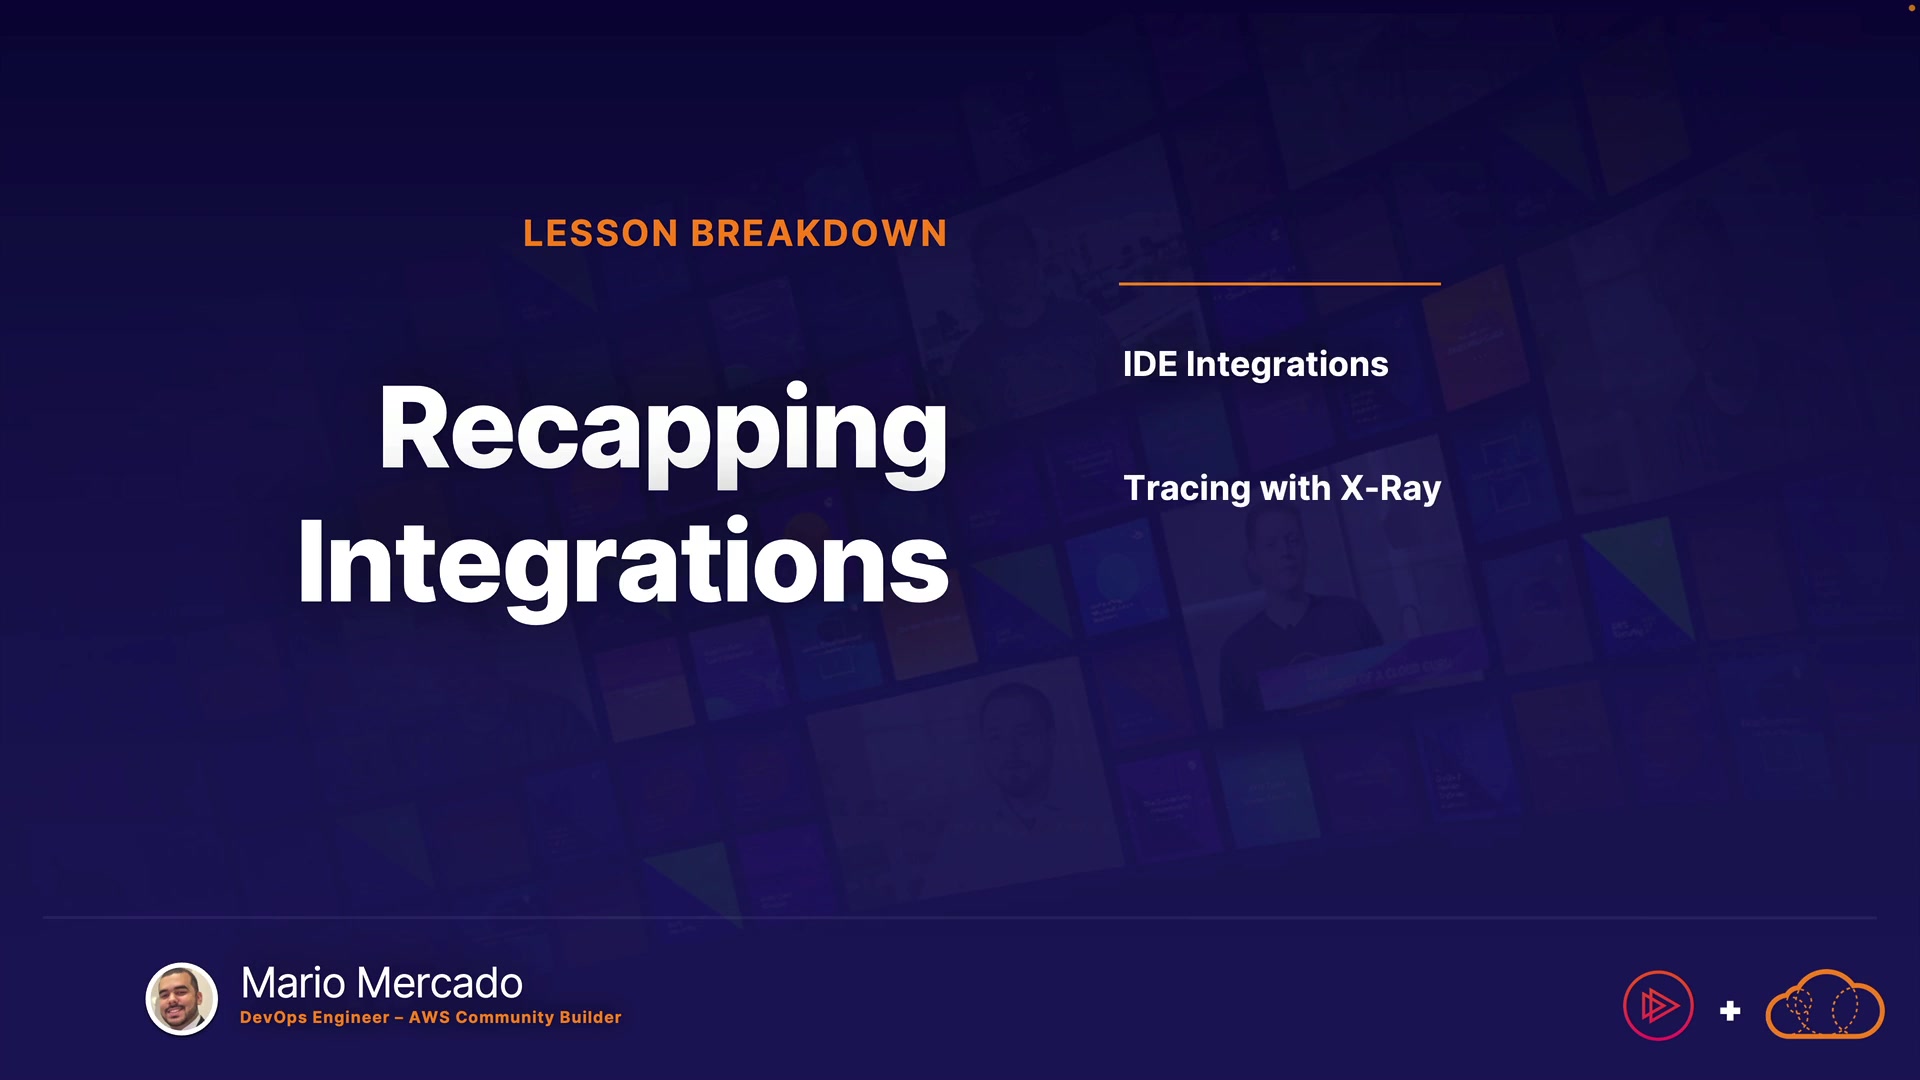 LESSON BREAKDOWN
Recapping
Integrations
IDE Integrations
Tracing with X-Ray
Mario Mercado
DevOps Engineer – AWS Community Builder